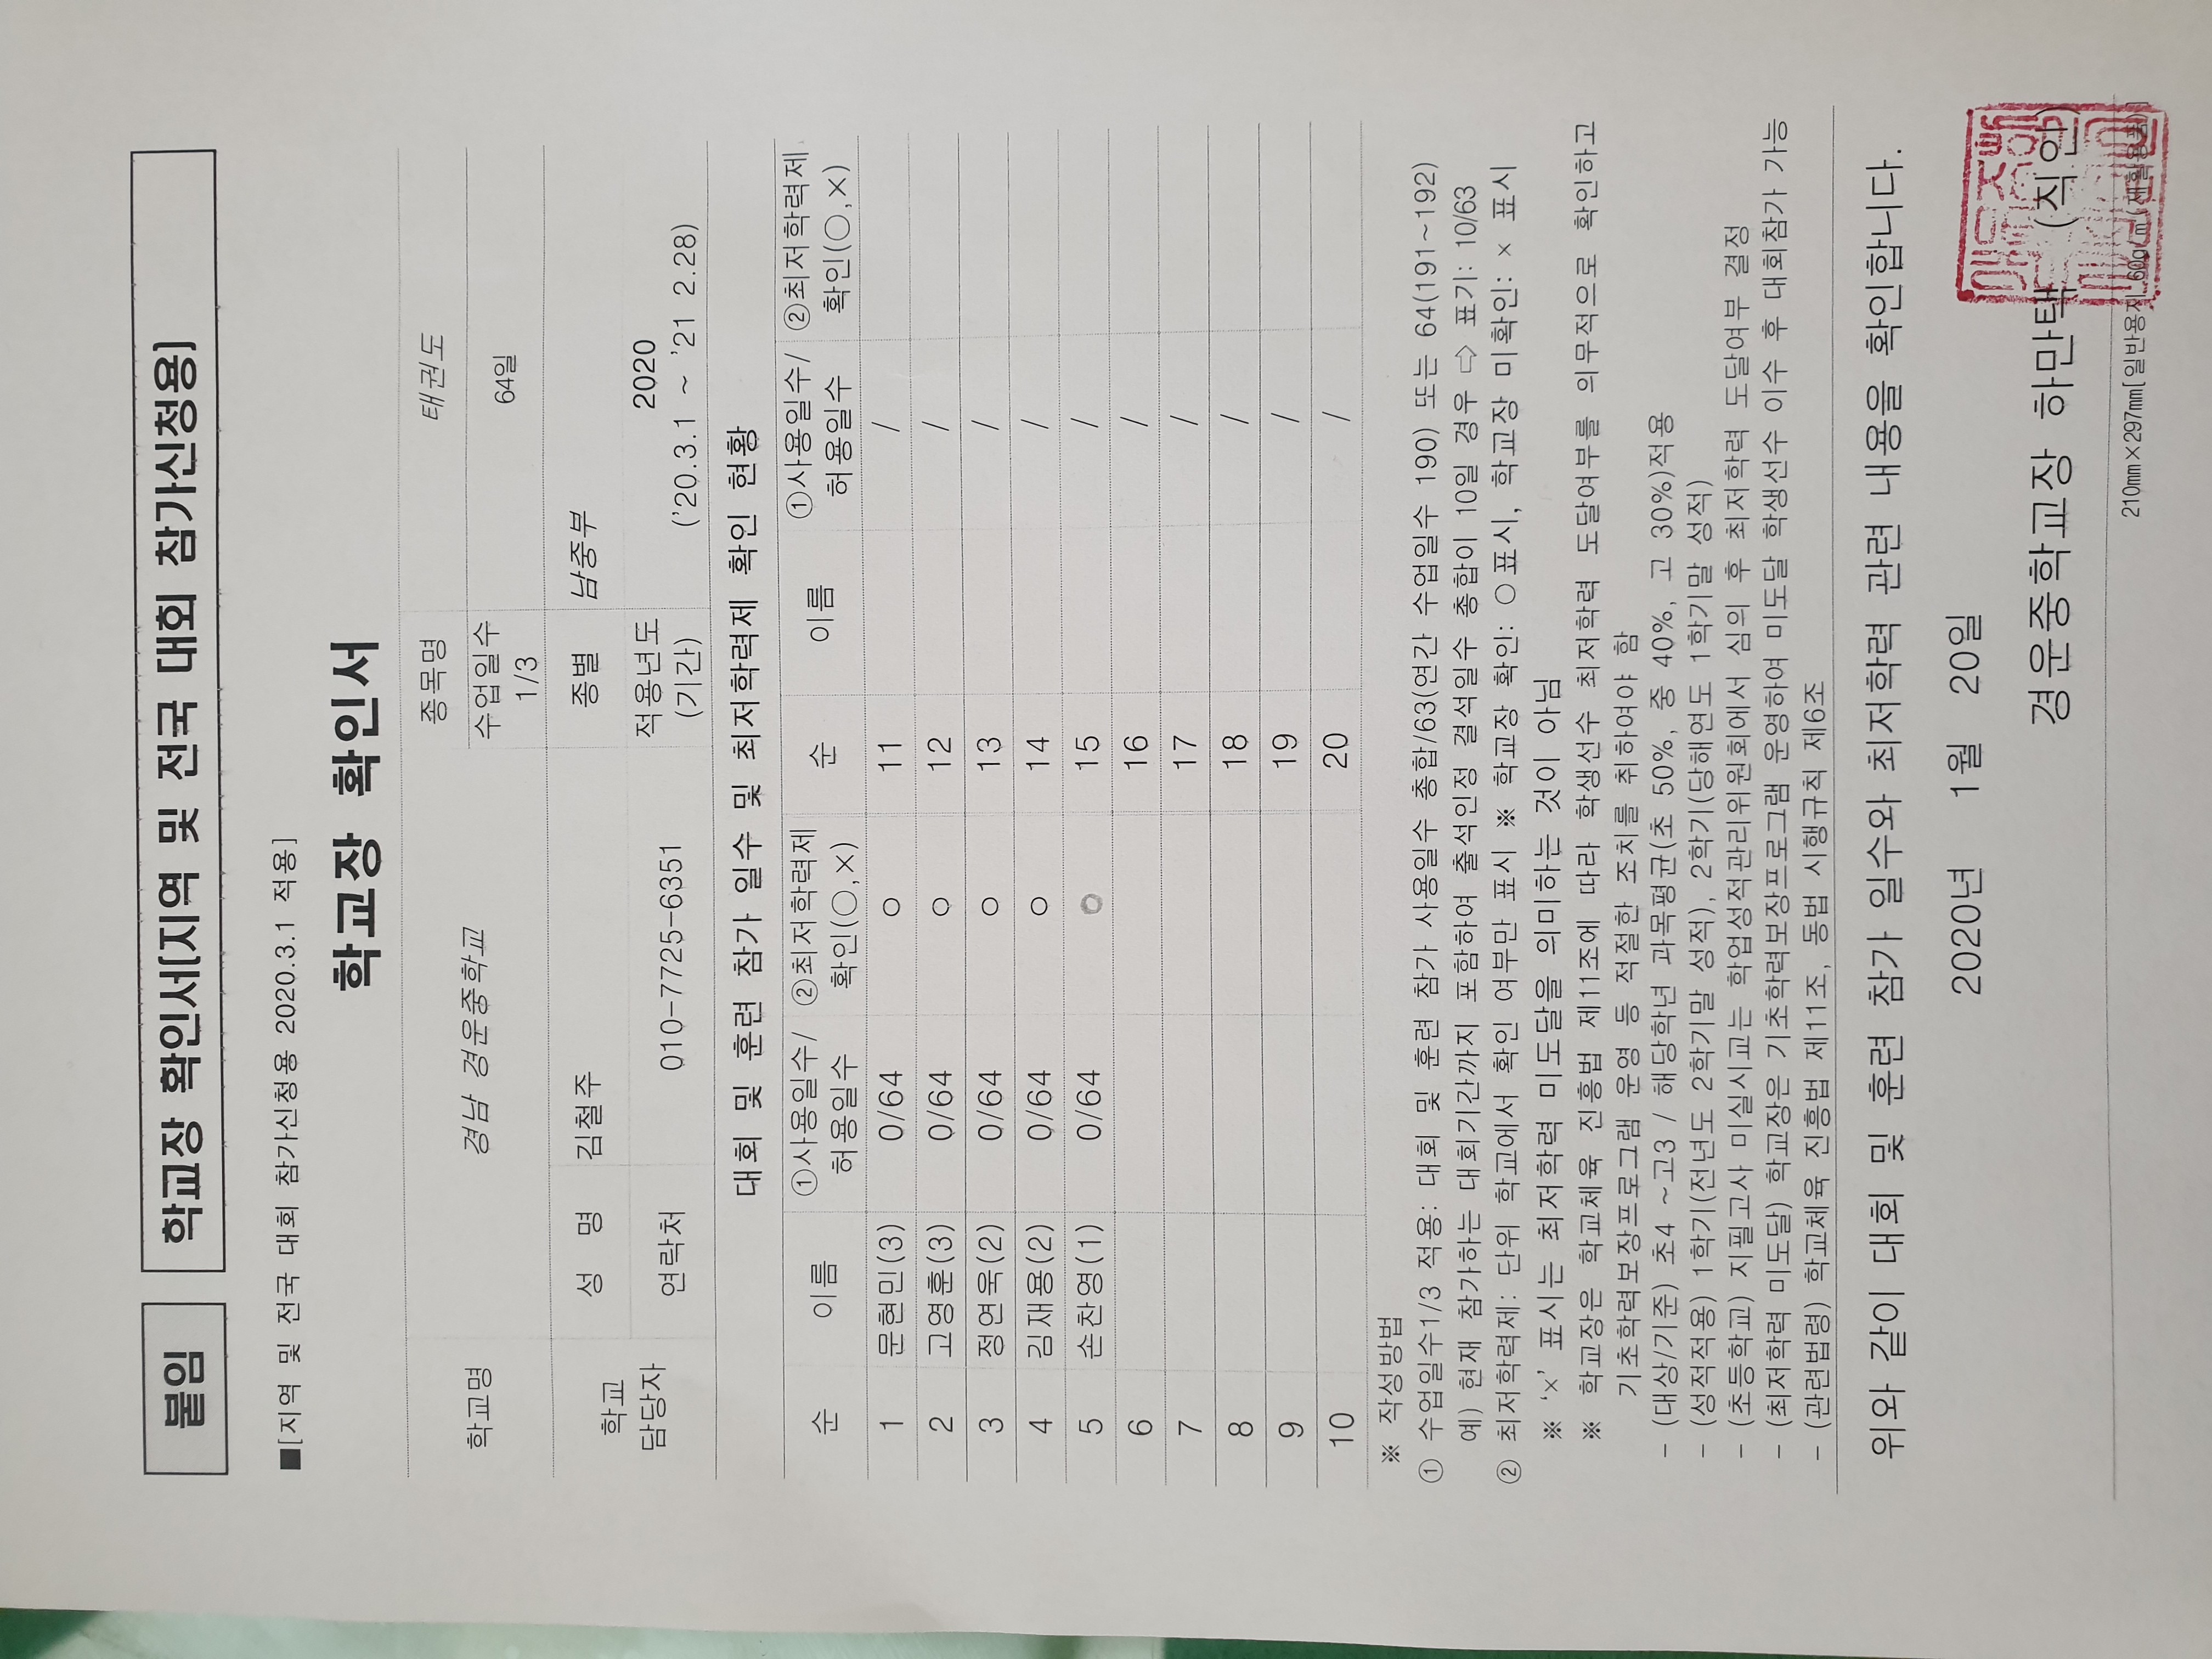 붙임
학교장 확인서[지역 및 전국 대회 참가신청용]
■[지역 및 전국 대회 참가신청용 2020.3.1 적용]
학교장 확인서
학교명 경남 경운중학교 종목명 태권도
수업일수 1/3 64일
학교 담당자 성 명 김철주 종별 남중부
연락처 010-7725-6351 적용년도 (기간) 2020 ('20.3.1 ~ '21 2.28)
대회 및 훈련 참가 일수 및 최저학력제 확인 현황
순 이름 ①사용일수/허용일수 ②최저학력제 확인(○,×) 순 이름 ①사용일수/허용일수 ②최저학력제 확인(○,×)
1 문현민(3) 0/64 ○ 11 /
2 고영훈(3) 0/64 ○ 12 /
3 정연욱(2) 0/64 ○ 13 /
4 김재용(2) 0/64 ○ 14 /
5 손찬영(1) 0/64 ○ 15 /
6 16 /
7 17 /
8 18 /
9 19 /
10 20 /
※ 작성방법
① 수업일수1/3 적용: 대회 및 훈련 참가 사용일수 총합/63(연간 수업일수 190) 또는 64(191~192)
예) 현재 참가하는 대회기간까지 포함하여 출석인정 결석일수 총합이 10일 경우 ⇨ 표기: 10/63
② 최저학력제: 단위 학교에서 확인 여부만 표시 ※ 학교장 확인: ○표시, 학교장 미확인: × 표시
※ '×' 표시는 최저학력 미도달을 의미하는 것이 아님
※ 학교장은 학교체육 진흥법 제11조에 따라 학생선수 최저학력 도달여부를 의무적으로 확인하고
기초학력보장프로그램 운영 등 적절한 조치를 취하여야 함
- (대상/기준) 초4 ~고3 / 해당학년 과목평균(초 50%, 중 40%, 고 30%)적용
- (성적적용) 1학기(전년도 2학기말 성적), 2학기(당해연도 1학기말 성적)
- (초등학교) 지필고사 미실시교는 학업성적관리위원회에서 심의 후 최저학력 도달여부 결정
- (최저학력 미도달) 학교장은 기초학력보장프로그램 운영하여 미도달 학생선수 이수 후 대회참가 가능
- (관련법령) 학교체육 진흥법 제11조, 동법 시행규칙 제6조
위와 같이 대회 및 훈련 참가 일수와 최저학력 관련 내용을 확인합니다.
2020년 1월 20일
경운중학교장 하만택 (직인)
210㎜×297㎜[일반용지 60g/㎡(재활용품)]